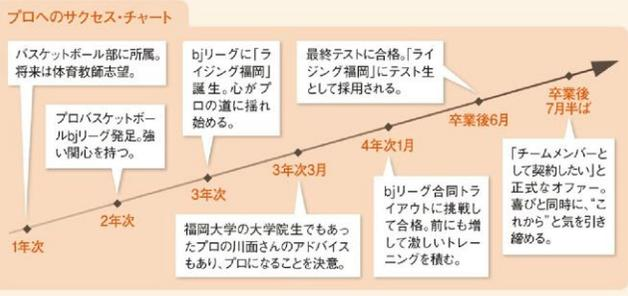 プロへのサクセス・チャート
バスケットボール部に所属。
将来は体育教師志望。
1年次
プロバスケットボー
ルbjリーグ発足。強
い関心を持つ。
2年次
bjリーグに「ラ
イジング福岡」
誕生。心がプ
ロの道に揺れ
始める。
3年次
3年次3月
福岡大学の大学院生でもあっ
たプロの川面さんのアドバイス
もあり、プロになることを決意。
4年次1月
bjリーグ合同トラ
イアウトに挑戦し
て合格。前にも増
して激しいトレー
ニングを積む。
最終テストに合格。「ライ
ジング福岡」にテスト生
として採用される。
卒業後6月
卒業後
7月半ば
「チームメンバーと
して契約したい」と
正式なオファー。
喜びと同時に、“こ
れから”と気を引き
締める。